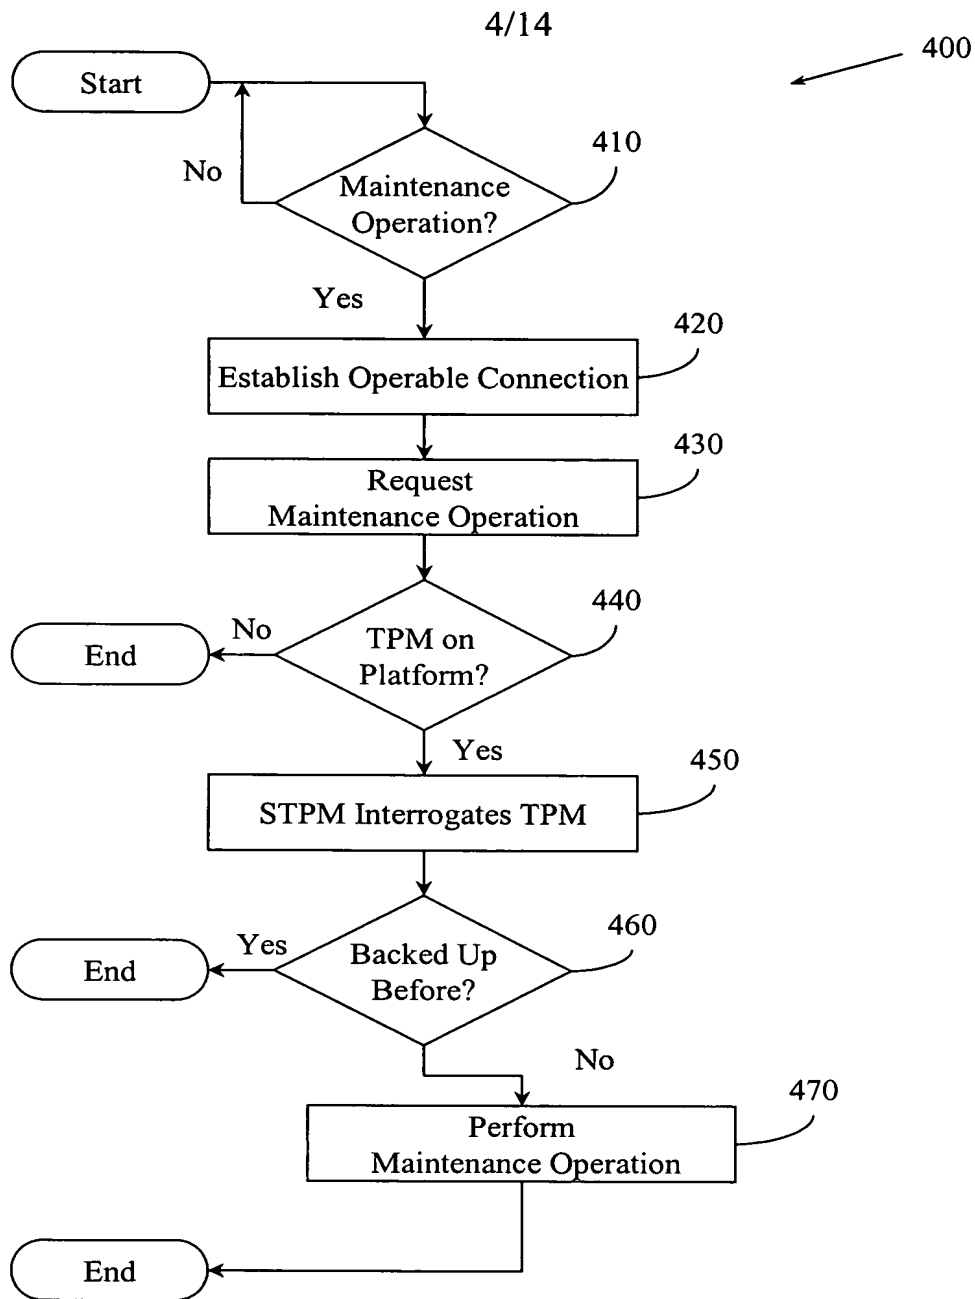 4/14
400
Start
410
No
Maintenance
Operation?
Yes
420
Establish Operable Connection
430
Request
Maintenance Operation
440
No
End
TPM on
Platform?
Yes
450
STPM Interrogates TPM
460
Yes
End
Backed Up
Before?
No
470
Perform
Maintenance Operation
End